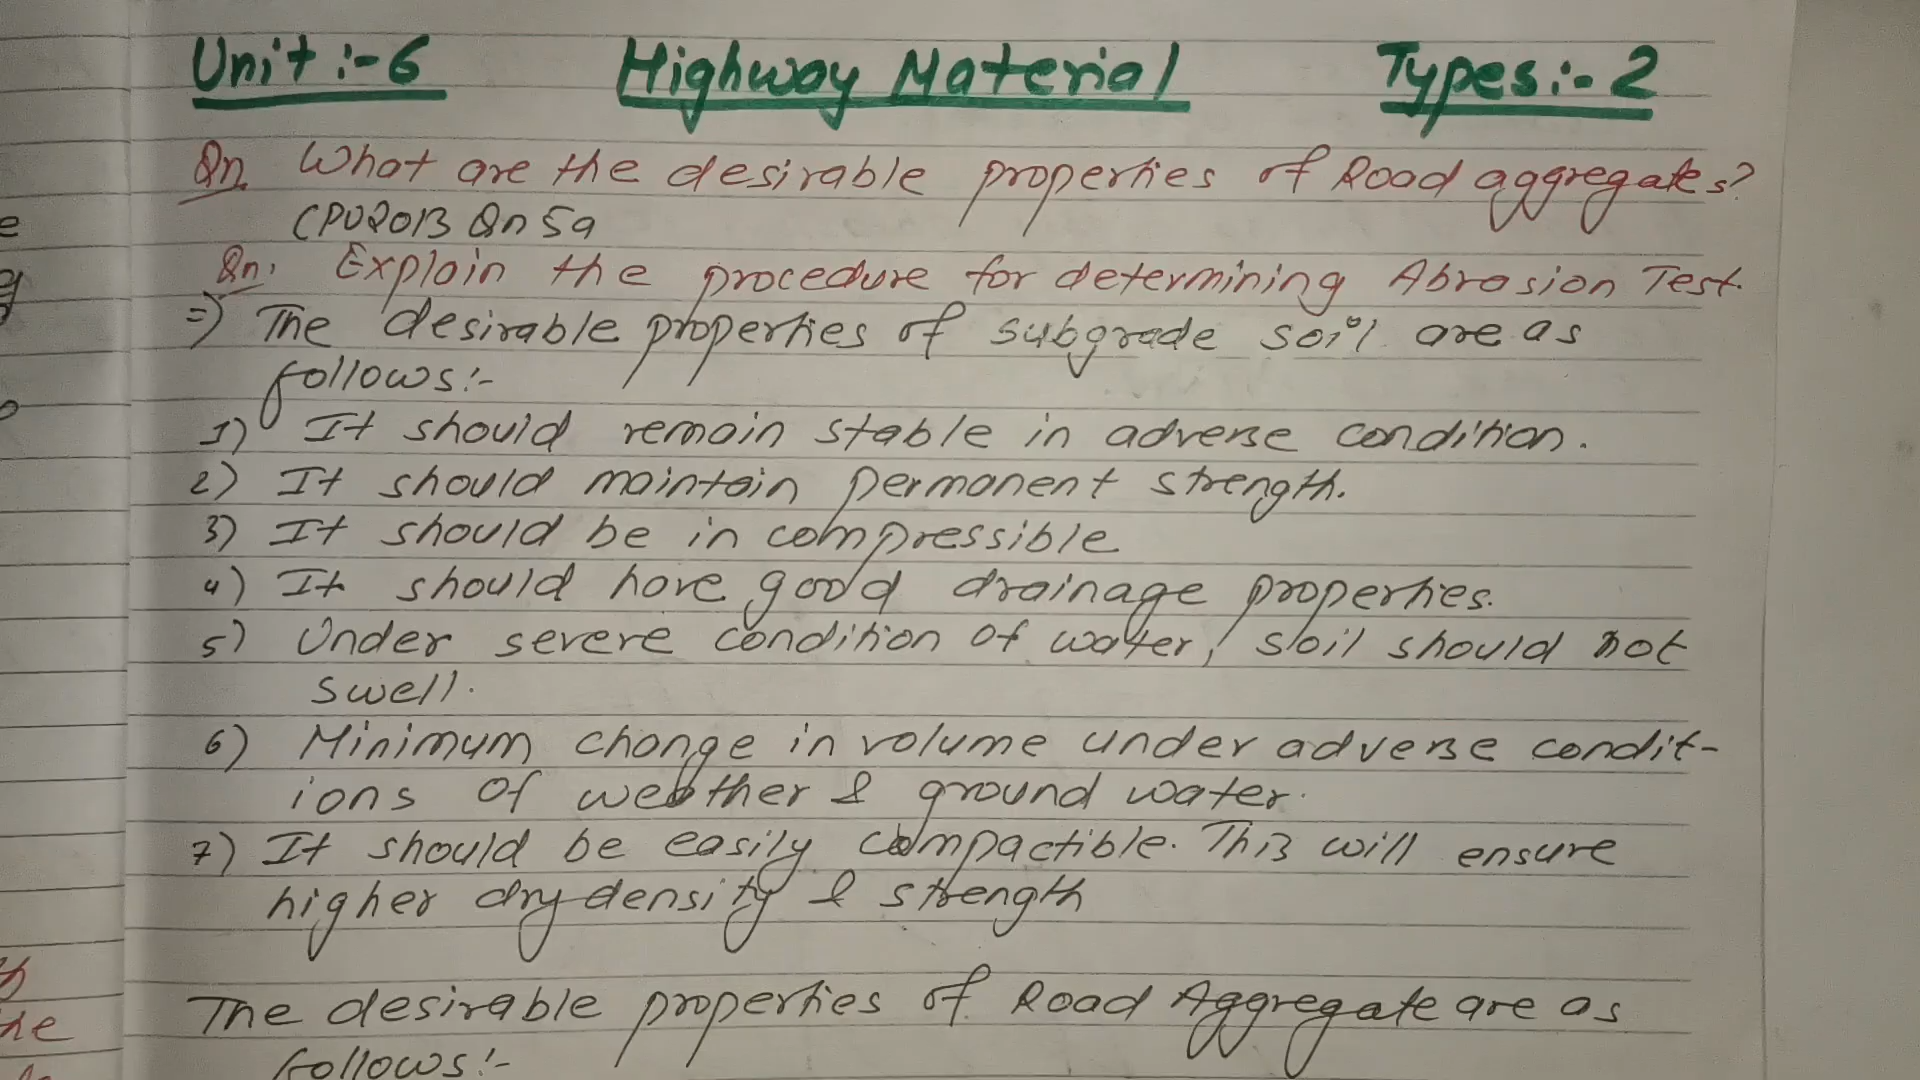 Unit:-6 Highway Material Types:-2
Qn. What are the desirable properties of Road aggregates?
(PU2013 Qn 5a
Qn. Explain the procedure for determining Abrasion Test.
=) The desirable properties of subgrade soil are as
follows:-
1) It should remain stable in adverse condition.
2) It should maintain permanent strength.
3) It should be in compressible
4) It should have good drainage properties.
5) Under severe condition of water, soil should not
swell.
6) Minimum change in volume under adverse condit-
ions of weather & ground water.
7) It should be easily compactible. This will ensure
higher dry density & strength
The desirable properties of Road Aggregate are as
follows:-